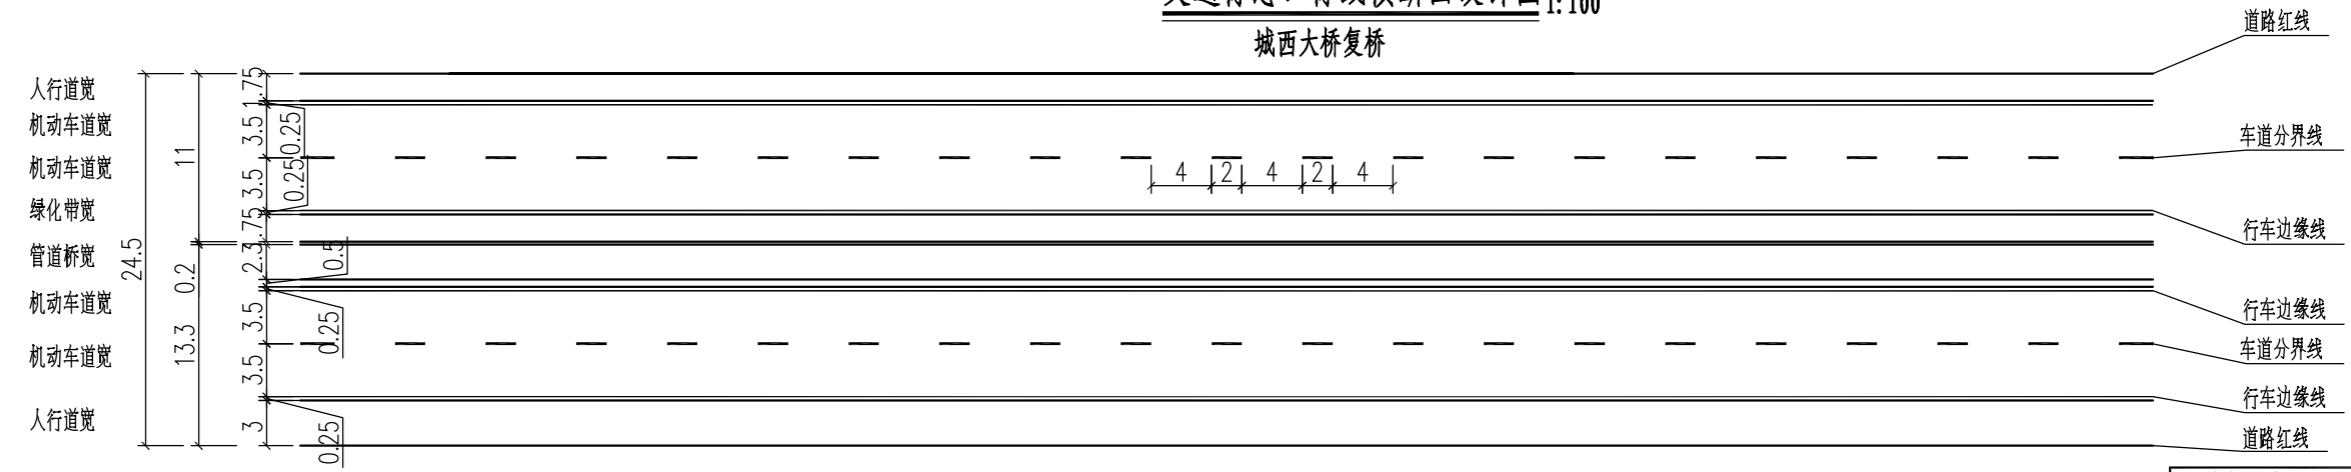 1:100
城西大桥复桥
道路红线
人行道宽
机动车道宽
机动车道宽
绿化带宽
管道桥宽
机动车道宽
机动车道宽
人行道宽
24.5
11
0.2
13.3
1.75
3.5
0.25
3.5
0.25
.75
2.3
0.5
3.5
0.25
3.5
3
0.25
4
2
4
2
4
车道分界线
行车边缘线
行车边缘线
车道分界线
行车边缘线
道路红线